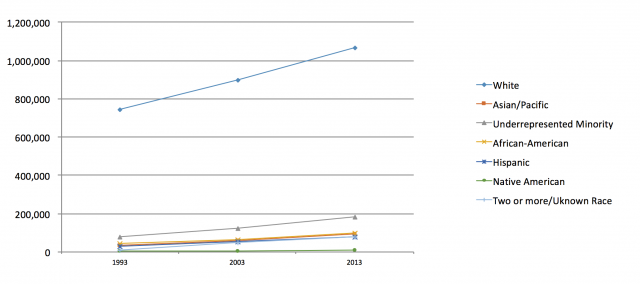 1,200,000
1,000,000
800,000
600,000
400,000
200,000
0
1993 2003 2013
White
Asian/Pacific
Underrepresented Minority
African-American
Hispanic
Native American
Two or more/Uknown Race